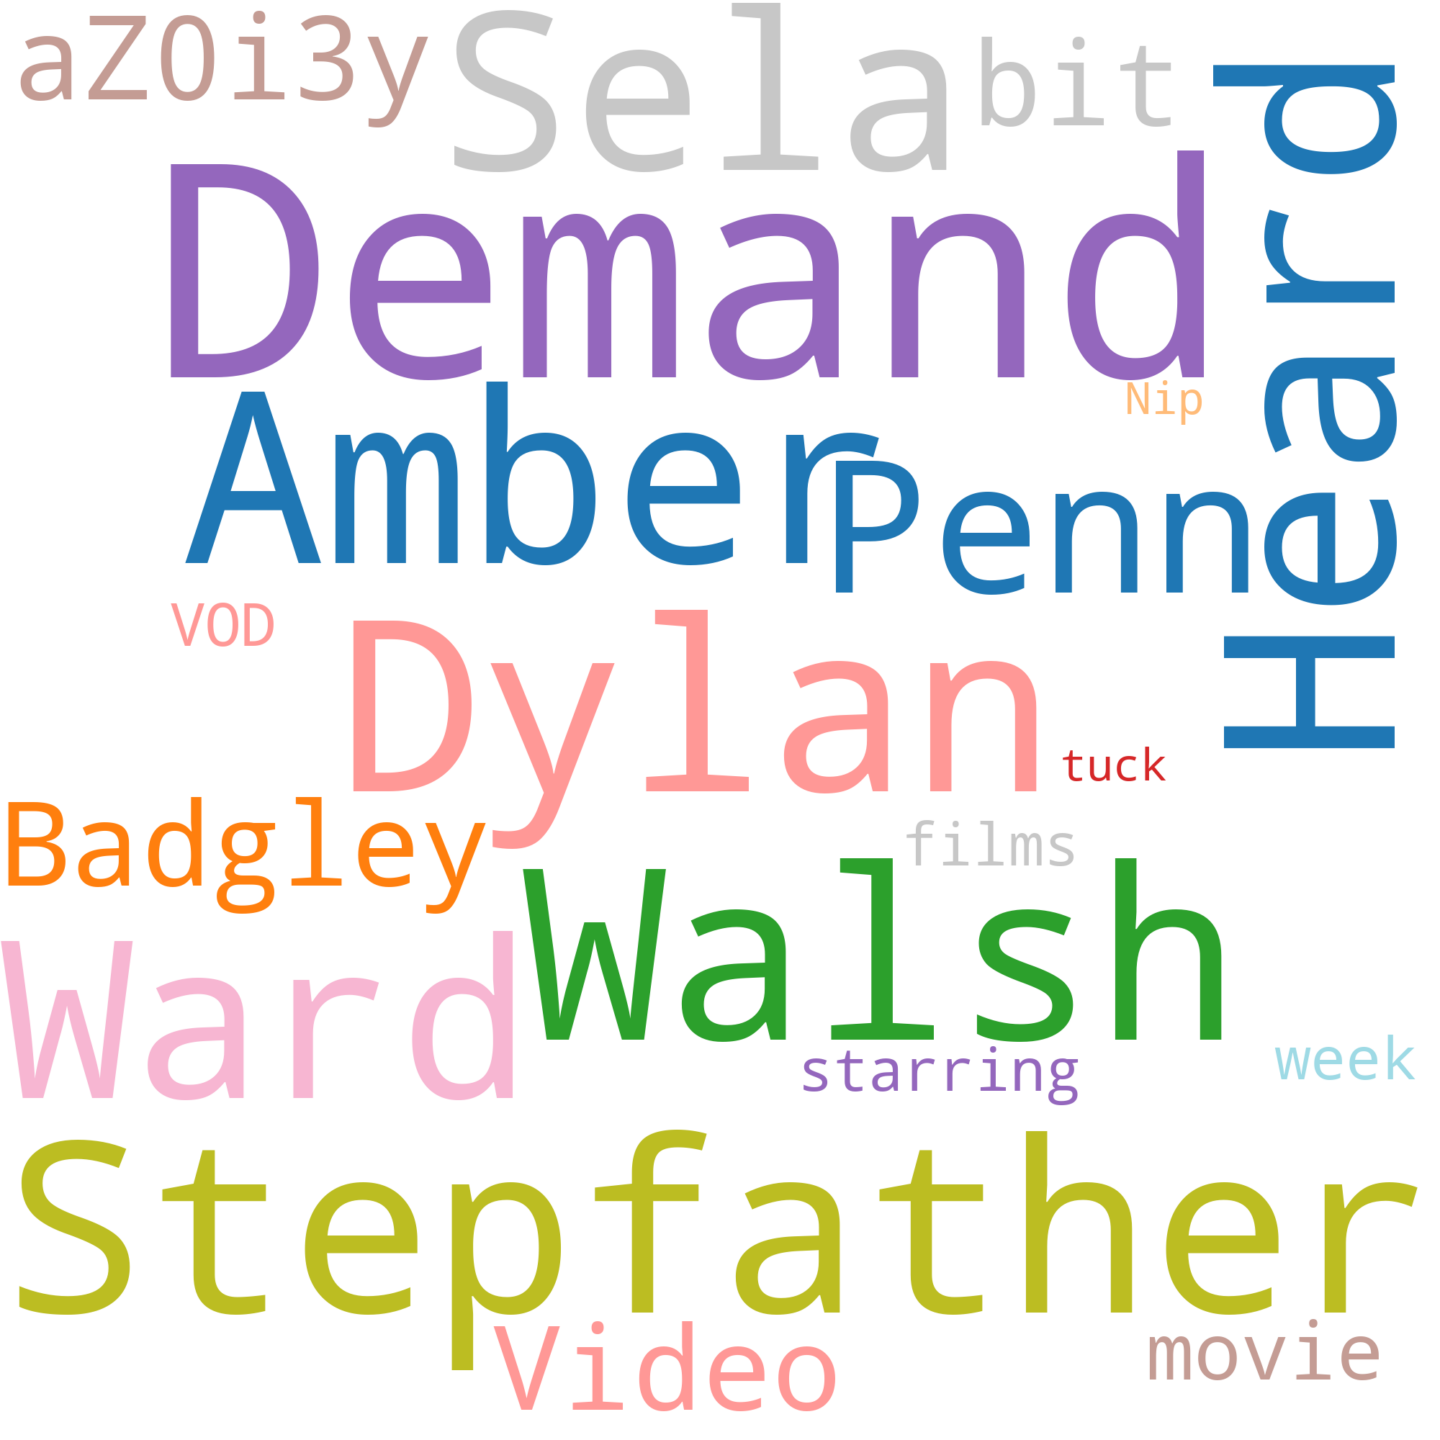 aZ0i3y
Sela
bit
Heard
Demand
Nip
Amber
Penn
VOD
Dylan
tuck
Badgley
films
Walsh
Ward
starring
week
Stepfather
Video
movie